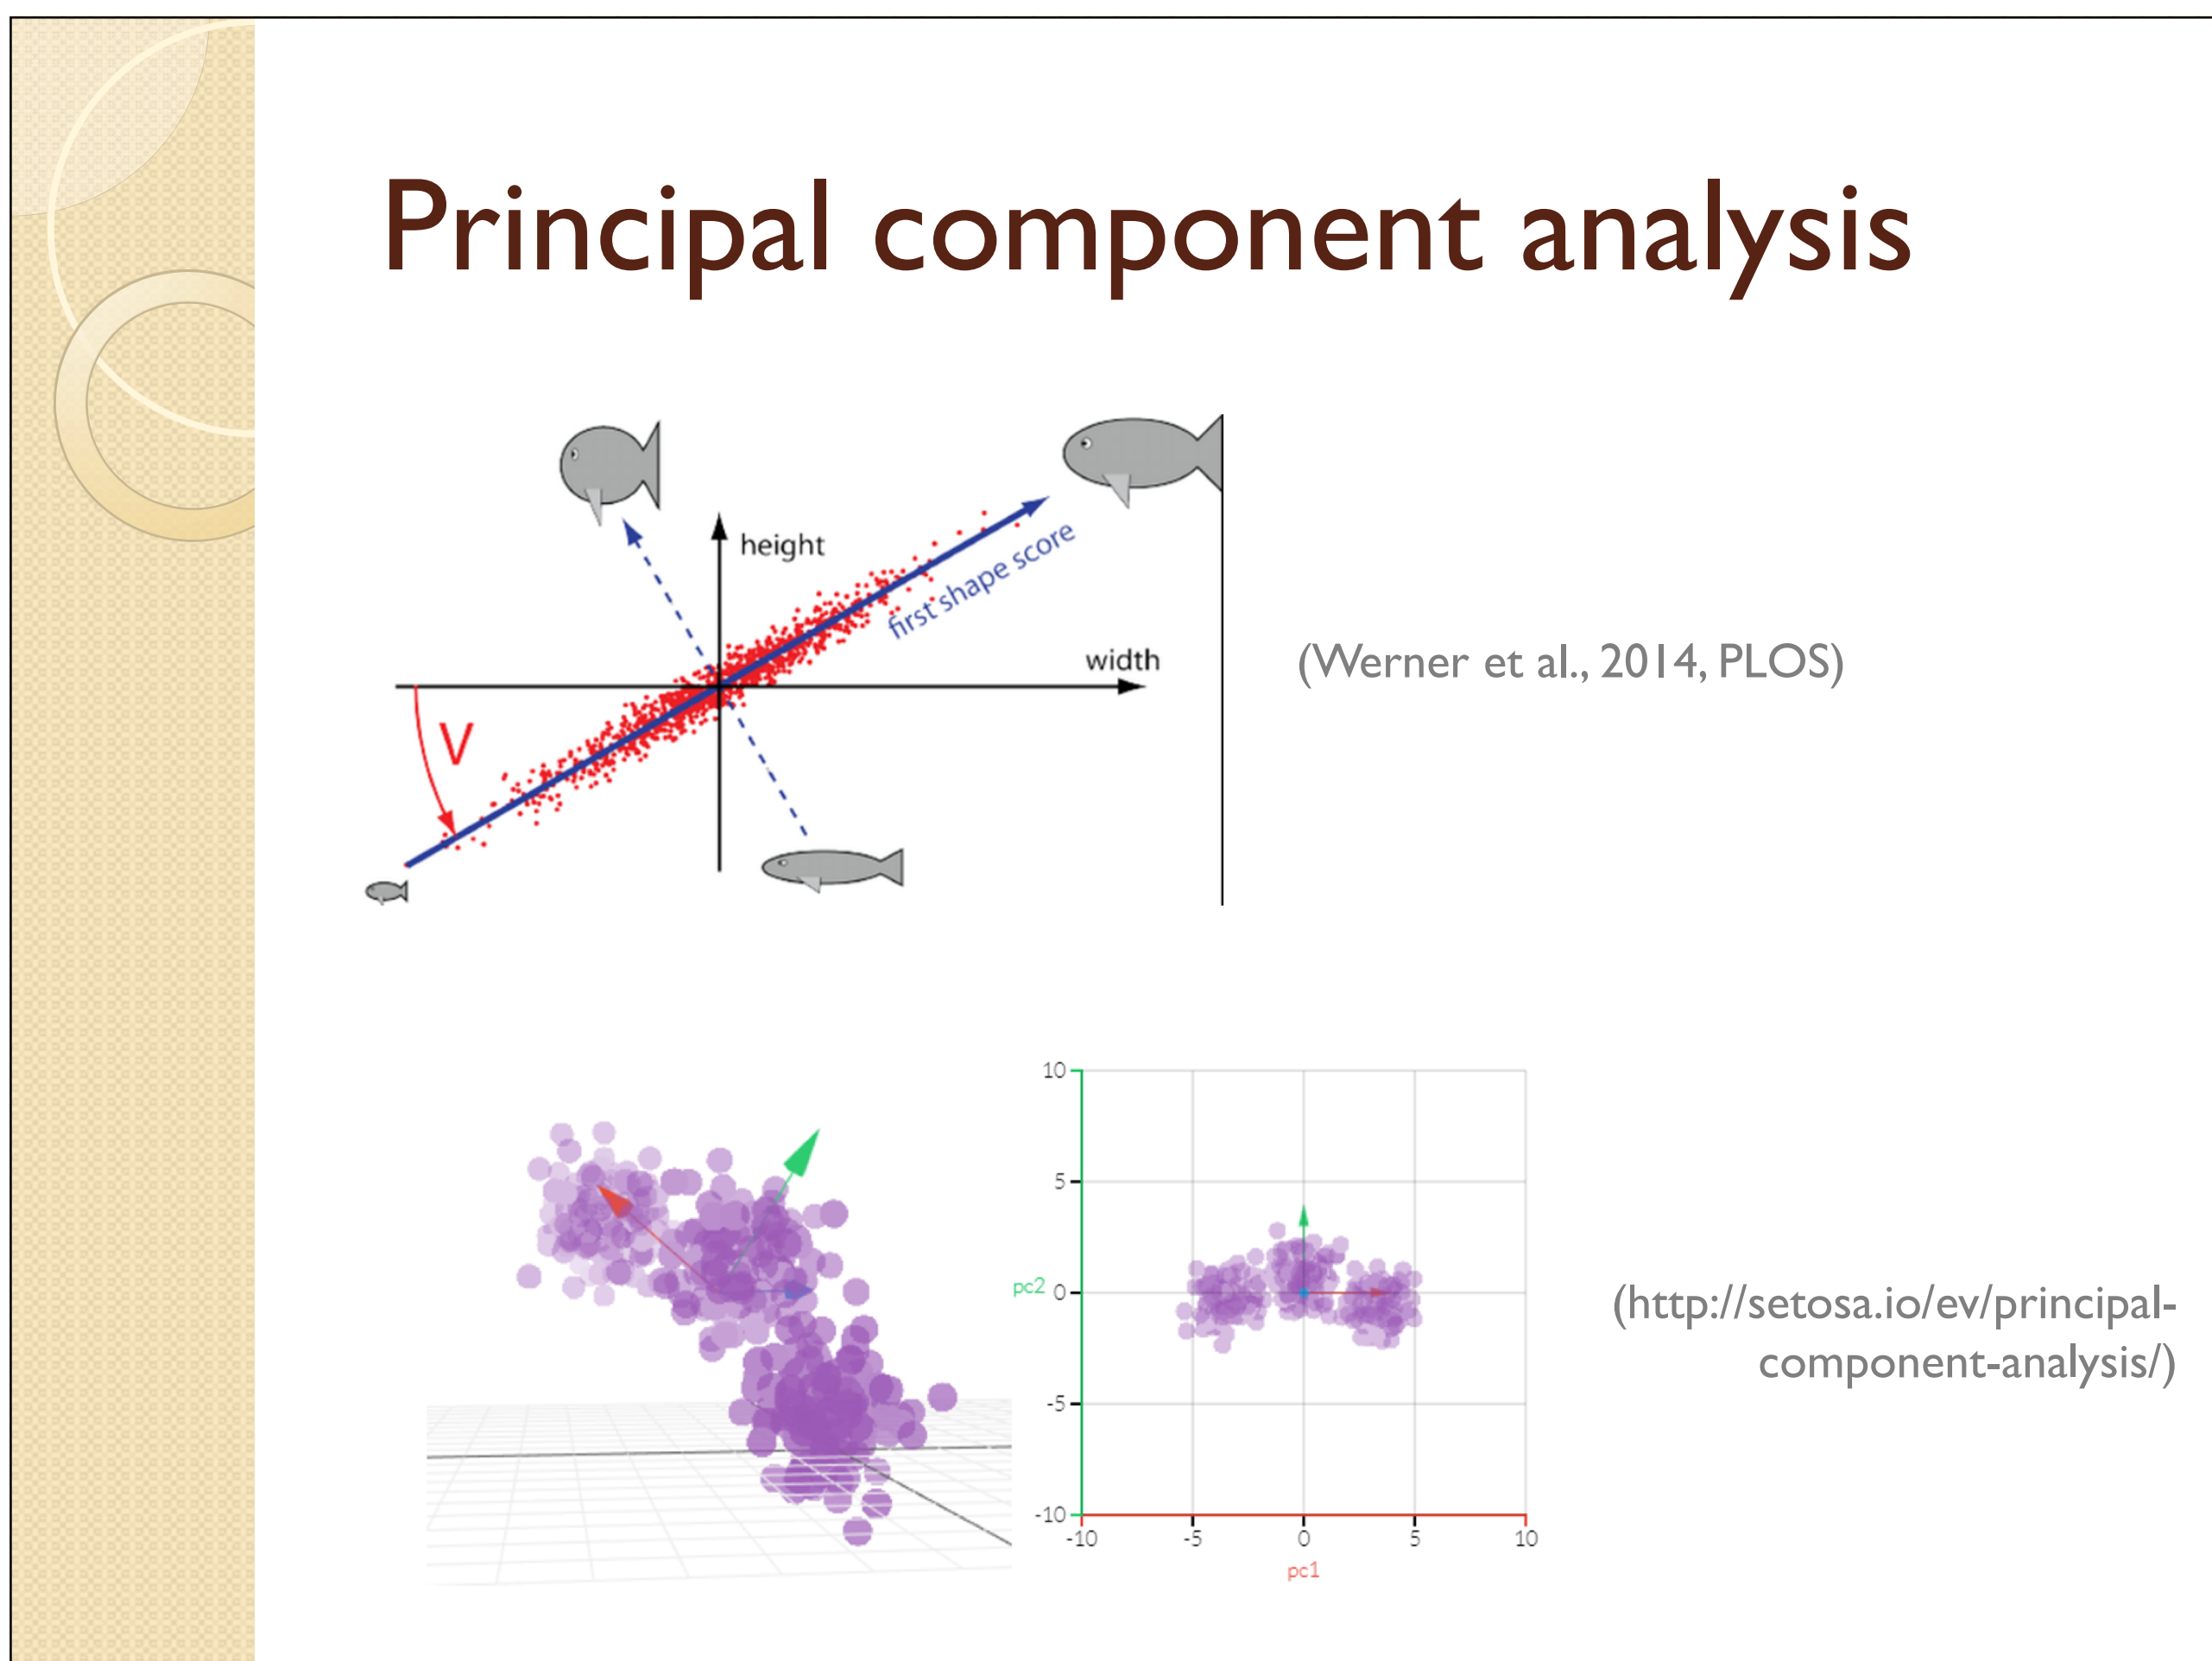 Principal component analysis
height
first shape score
width
V
(Werner et al., 2014, PLOS)
10
5
pc2 0
-5
-10
-10 -5 0 5 10
pc1
(http://setosa.io/ev/principal-
component-analysis/)